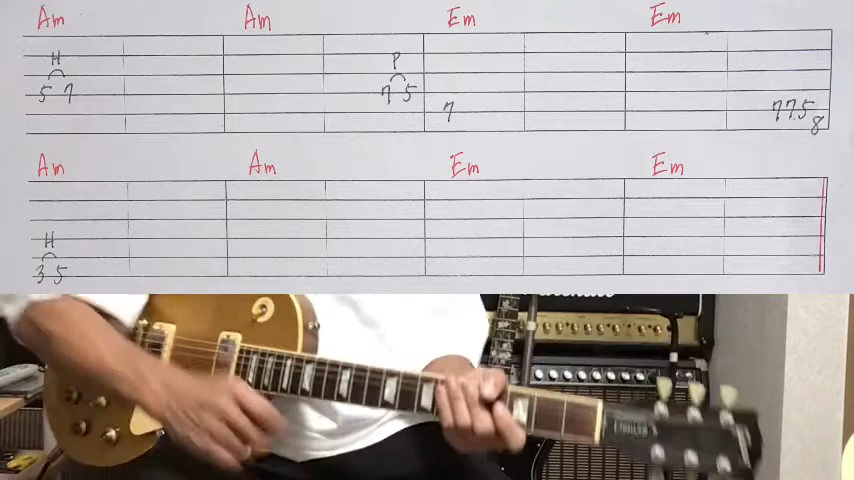 Am Am Em Em
H P
5 7 7 5
7 7 7 5
8
Am Am Em Em
H
3 5